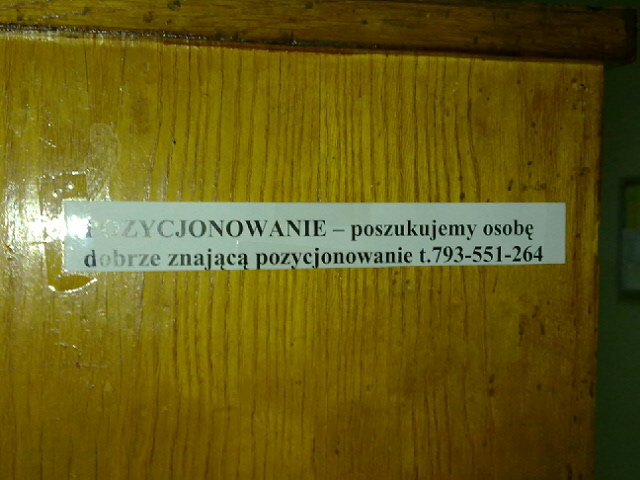 POZYCJONOWANIE – poszukujemy osobę
dobrze znającą pozycjonowanie t.793-551-264